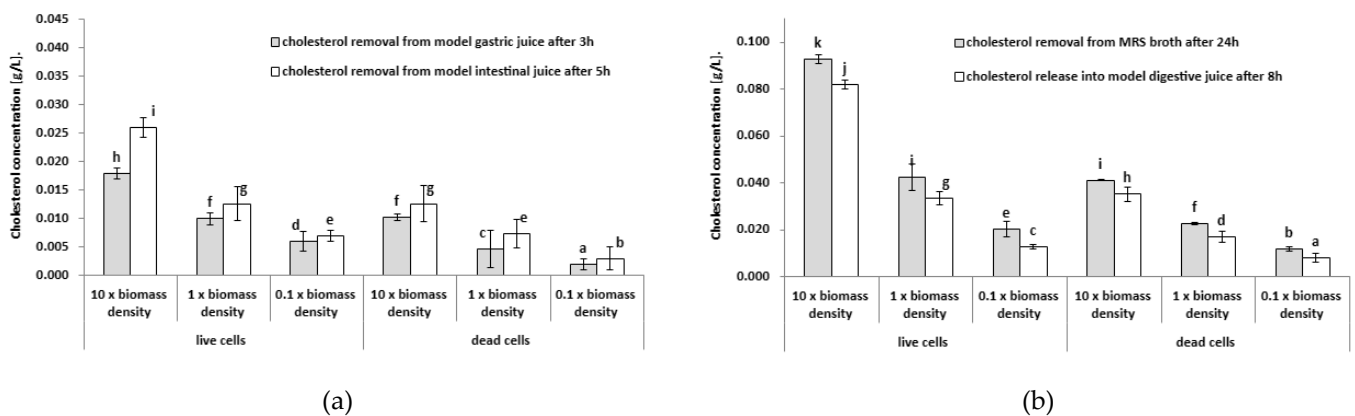 0.045
0.040
0.035
0.030
0.025
0.020
0.015
0.010
0.005
0.000
Cholesterol concentration [g/L].
cholesterol removal from model gastric juice after 3h
cholesterol removal from model intestinal juice after 5h
h
i
f
g
d
e
f
g
c
e
a
b
10 x biomass density
1 x biomass density
0.1 x biomass density
10 x biomass density
1 x biomass density
0.1 x biomass density
live cells
dead cells
(a)
0.100
0.080
0.060
0.040
0.020
0.000
Cholesterol concentration [g/L].
cholesterol removal from MRS broth after 24h
cholesterol release into model digestive juice after 8h
k
j
i
g
e
c
i
h
f
d
b
a
10 x biomass density
1 x biomass density
0.1 x biomass density
10 x biomass density
1 x biomass density
0.1 x biomass density
live cells
dead cells
(b)